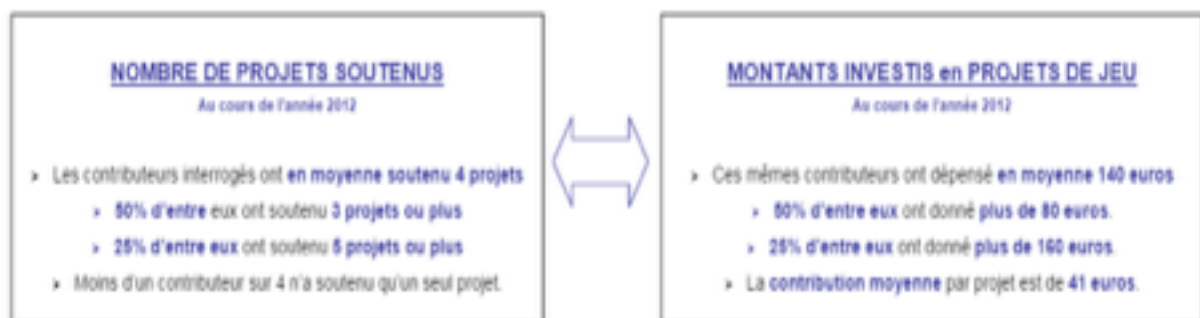 NOMBRE DE PROJETS SOUTENUS
Au cours de l'année 2012
Les contributeurs interrogés ont en moyenne soutenu 4 projets
50% d'entre eux ont soutenu 3 projets ou plus
25% d'entre eux ont soutenu 5 projets ou plus
Moins d'un contributeur sur 4 n'a soutenu qu'un seul projet.
MONTANTS INVESTIS en PROJETS DE JEU
Au cours de l'année 2012
Ces mêmes contributeurs ont dépensé en moyenne 140 euros
50% d'entre eux ont donné plus de 80 euros.
25% d'entre eux ont donné plus de 160 euros.
La contribution moyenne par projet est de 41 euros.